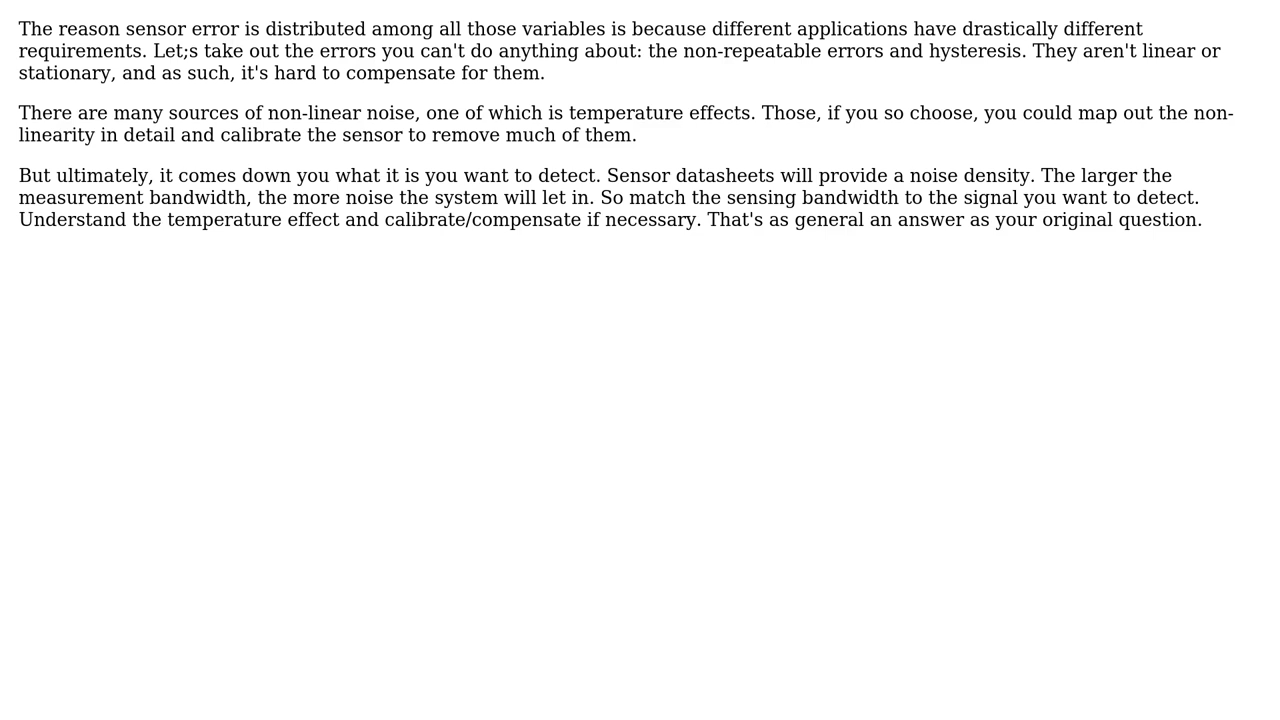 The reason sensor error is distributed among all those variables is because different applications have drastically different
requirements. Let;s take out the errors you can't do anything about: the non-repeatable errors and hysteresis. They aren't linear or
stationary, and as such, it's hard to compensate for them.
There are many sources of non-linear noise, one of which is temperature effects. Those, if you so choose, you could map out the non-
linearity in detail and calibrate the sensor to remove much of them.
But ultimately, it comes down you what it is you want to detect. Sensor datasheets will provide a noise density. The larger the
measurement bandwidth, the more noise the system will let in. So match the sensing bandwidth to the signal you want to detect.
Understand the temperature effect and calibrate/compensate if necessary. That's as general an answer as your original question.